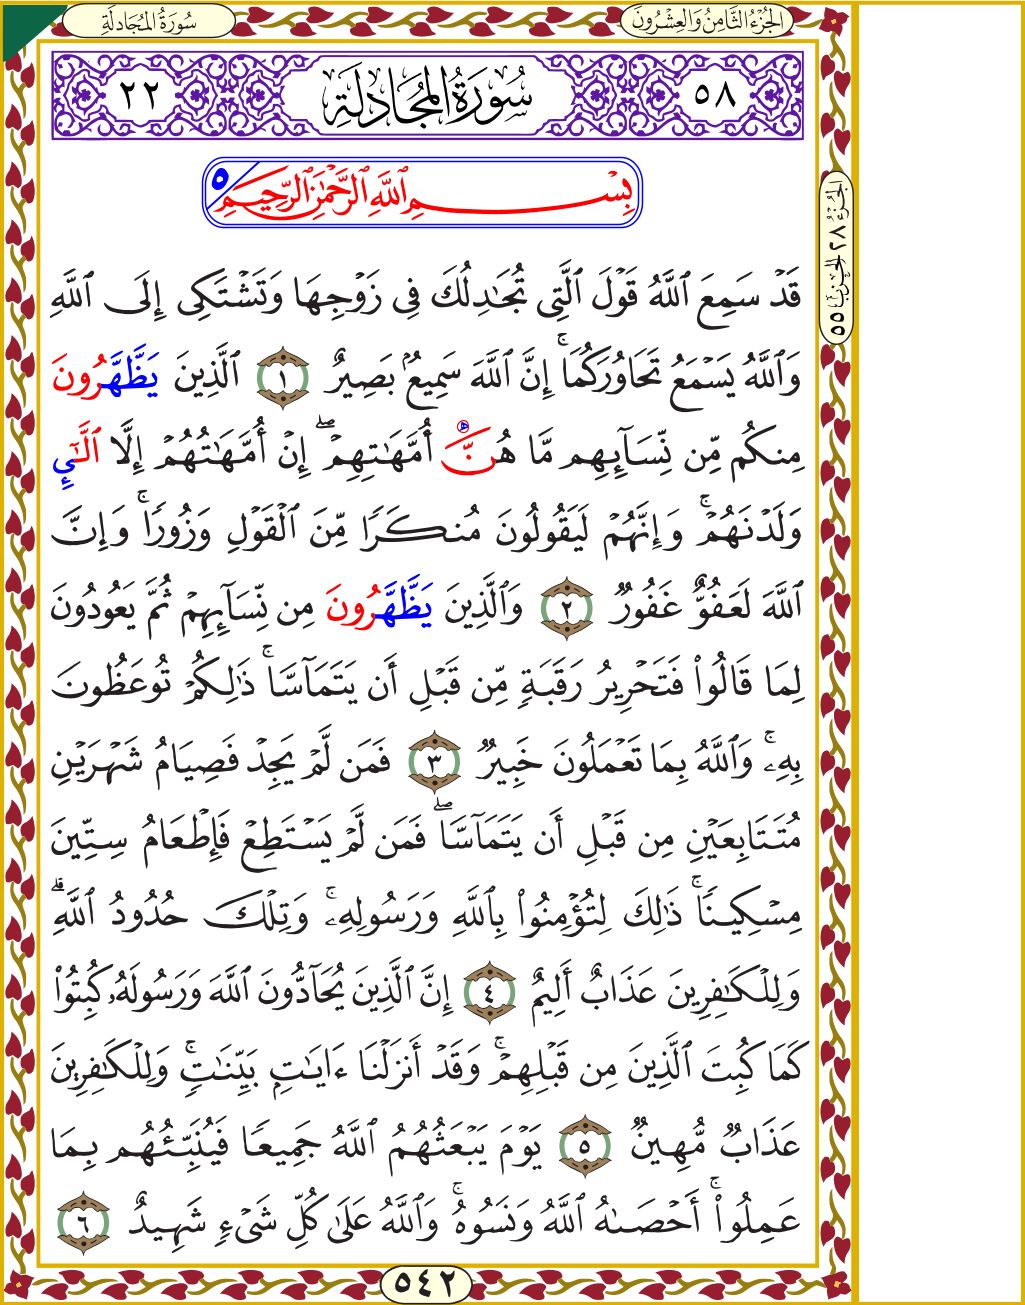 الجُزْءُ الثَّامِنُ وَالعِشْرُونَ
سُورَةُ المُجَادلَة
٥٨
سُورَةُ المُجَادلَةِ
٢٢
بِسْمِ ٱللَّهِ ٱلرَّحْمَٰنِ ٱلرَّحِيمِ ٥
الجُزْءُ ٢٨ الحِزْبُ ٥٥
قَدْ سَمِعَ ٱللَّهُ قَوْلَ ٱلَّتِى تُجَٰدِلُكَ فِى زَوْجِهَا وَتَشْتَكِى إِلَى ٱللَّهِ
وَٱللَّهُ يَسْمَعُ تَحَاوُرَكُمَآۚ إِنَّ ٱللَّهَ سَمِيعٌۢ بَصِيرٌ ١ ٱلَّذِينَ يَظَّهَّرُونَ
مِنكُم مِّن نِّسَآئِهِم مَّا هُنَّ أُمَّهَٰتِهِمْۖ إِنْ أُمَّهَٰتُهُمْ إِلَّا ٱلَّٰٓـِٔى
وَلَدْنَهُمْۚ وَإِنَّهُمْ لَيَقُولُونَ مُنكَرًا مِّنَ ٱلْقَوْلِ وَزُورًاۚ وَإِنَّ
ٱللَّهَ لَعَفُوٌّ غَفُورٌ ٢ وَٱلَّذِينَ يَظَّهَّرُونَ مِن نِّسَآئِهِمْ ثُمَّ يَعُودُونَ
لِمَا قَالُوا۟ فَتَحْرِيرُ رَقَبَةٍ مِّن قَبْلِ أَن يَتَمَآسَّاۚ ذَٰلِكُمْ تُوعَظُونَ
بِهِۦۚ وَٱللَّهُ بِمَا تَعْمَلُونَ خَبِيرٌ ٣ فَمَن لَّمْ يَجِدْ فَصِيَامُ شَهْرَيْنِ
مُتَتَابِعَيْنِ مِن قَبْلِ أَن يَتَمَآسَّاۖ فَمَن لَّمْ يَسْتَطِعْ فَإِطْعَامُ سِتِّينَ
مِسْكِينًاۚ ذَٰلِكَ لِتُؤْمِنُوا۟ بِٱللَّهِ وَرَسُولِهِۦۚ وَتِلْكَ حُدُودُ ٱللَّهِۗ
وَلِلْكَٰفِرِينَ عَذَابٌ أَلِيمٌ ٤ إِنَّ ٱلَّذِينَ يُحَآدُّونَ ٱللَّهَ وَرَسُولَهُۥ كُبِتُوا۟
كَمَا كُبِتَ ٱلَّذِينَ مِن قَبْلِهِمْۚ وَقَدْ أَنزَلْنَآ ءَايَٰتٍۭ بَيِّنَٰتٍۚ وَلِلْكَٰفِرِينَ
عَذَابٌ مُّهِينٌ ٥ يَوْمَ يَبْعَثُهُمُ ٱللَّهُ جَمِيعًا فَيُنَبِّئُهُم بِمَا
عَمِلُوٓا۟ۚ أَحْصَىٰهُ ٱللَّهُ وَنَسُوهُۚ وَٱللَّهُ عَلَىٰ كُلِّ شَىْءٍ شَهِيدٌ ٦
٥٤٢